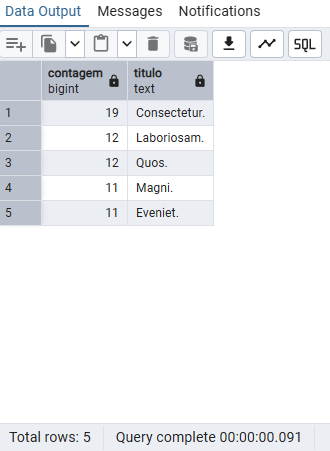 Data Output Messages Notifications
SQL
contagem titulo
bigint text
1 19 Consectetur.
2 12 Laboriosam.
3 12 Quos.
4 11 Magni.
5 11 Eveniet.
Total rows: 5 Query complete 00:00:00.091